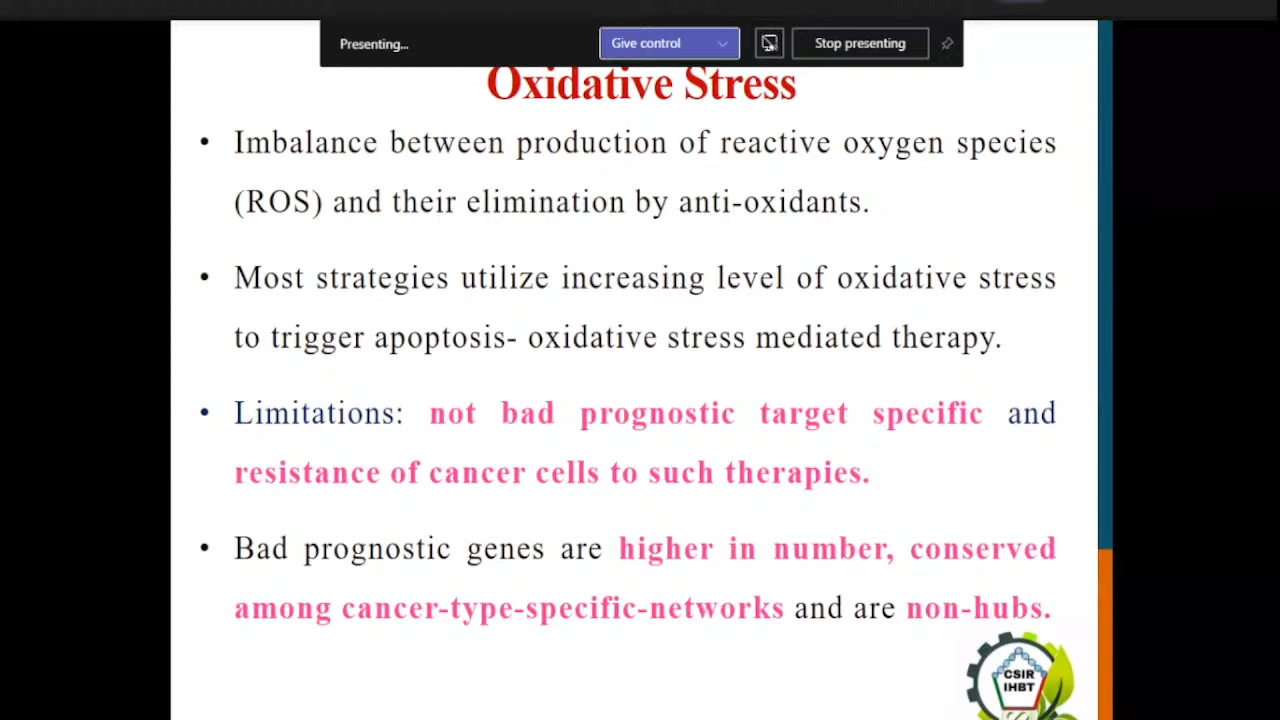 Presenting...
Give control
Stop presenting
Oxidative Stress
• Imbalance between production of reactive oxygen species
(ROS) and their elimination by anti-oxidants.
• Most strategies utilize increasing level of oxidative stress
to trigger apoptosis- oxidative stress mediated therapy.
• Limitations: not bad prognostic target specific and
resistance of cancer cells to such therapies.
• Bad prognostic genes are higher in number, conserved
among cancer-type-specific-networks and are non-hubs.
CSIR
IHBT